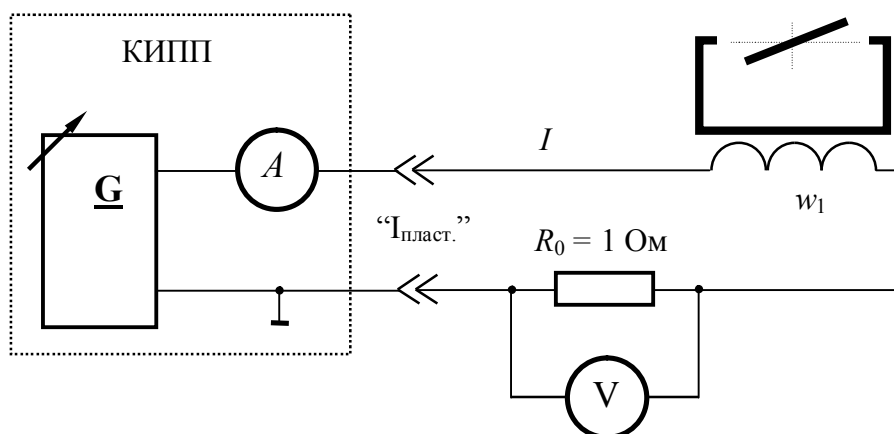 КИПП
G
A
I
w1
“Iпласт.”
R0 = 1 Ом
V